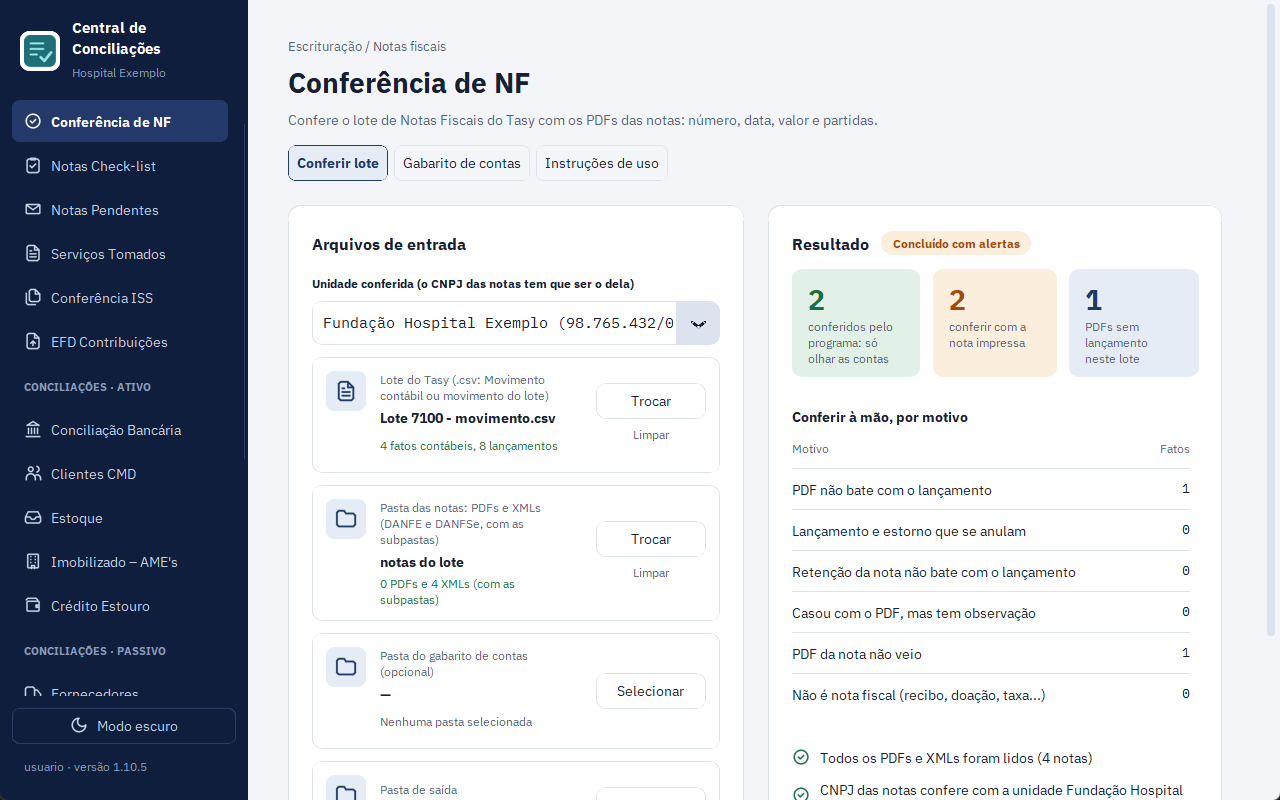 Central de
Conciliações
Hospital Exemplo
Conferência de NF
Notas Check-list
Notas Pendentes
Serviços Tomados
Conferência ISS
EFD Contribuições
CONCILIAÇÕES · ATIVO
Conciliação Bancária
Clientes CMD
Estoque
Imobilizado – AME's
Crédito Estouro
CONCILIAÇÕES · PASSIVO
Fornecedores
Modo escuro
usuario · versão 1.10.5
Escrituração / Notas fiscais
Conferência de NF
Confere o lote de Notas Fiscais do Tasy com os PDFs das notas: número, data, valor e partidas.
Conferir lote
Gabarito de contas
Instruções de uso
Arquivos de entrada
Unidade conferida (o CNPJ das notas tem que ser o dela)
Fundação Hospital Exemplo (98.765.432/0
Lote do Tasy (.csv: Movimento
contábil ou movimento do lote)
Lote 7100 - movimento.csv
4 fatos contábeis, 8 lançamentos
Trocar
Limpar
Pasta das notas: PDFs e XMLs
(DANFE e DANFSe, com as
subpastas)
notas do lote
0 PDFs e 4 XMLs (com as
subpastas)
Trocar
Limpar
Pasta do gabarito de contas
(opcional)
—
Nenhuma pasta selecionada
Selecionar
Pasta de saída
Resultado
Concluído com alertas
2
conferidos pelo
programa: só
olhar as contas
2
conferir com a
nota impressa
1
PDFs sem
lançamento
neste lote
Conferir à mão, por motivo
Motivo Fatos
PDF não bate com o lançamento 1
Lançamento e estorno que se anulam 0
Retenção da nota não bate com o lançamento 0
Casou com o PDF, mas tem observação 0
PDF da nota não veio 1
Não é nota fiscal (recibo, doação, taxa...) 0
Todos os PDFs e XMLs foram lidos (4 notas)
CNPJ das notas confere com a unidade Fundação Hospital